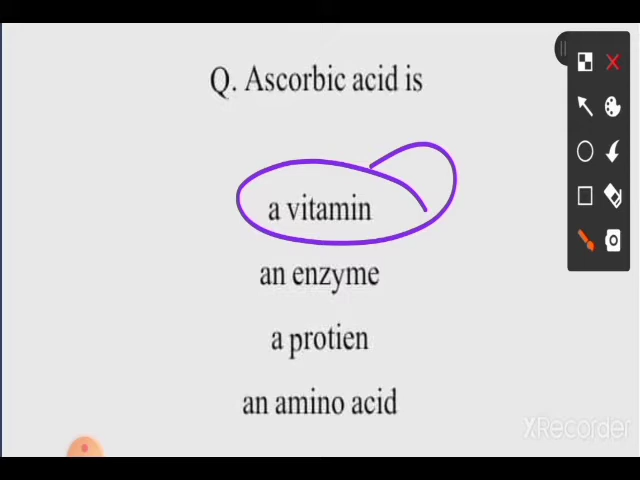 Q. Ascorbic acid is
a vitamin
an enzyme
a protien
an amino acid
XRecorder